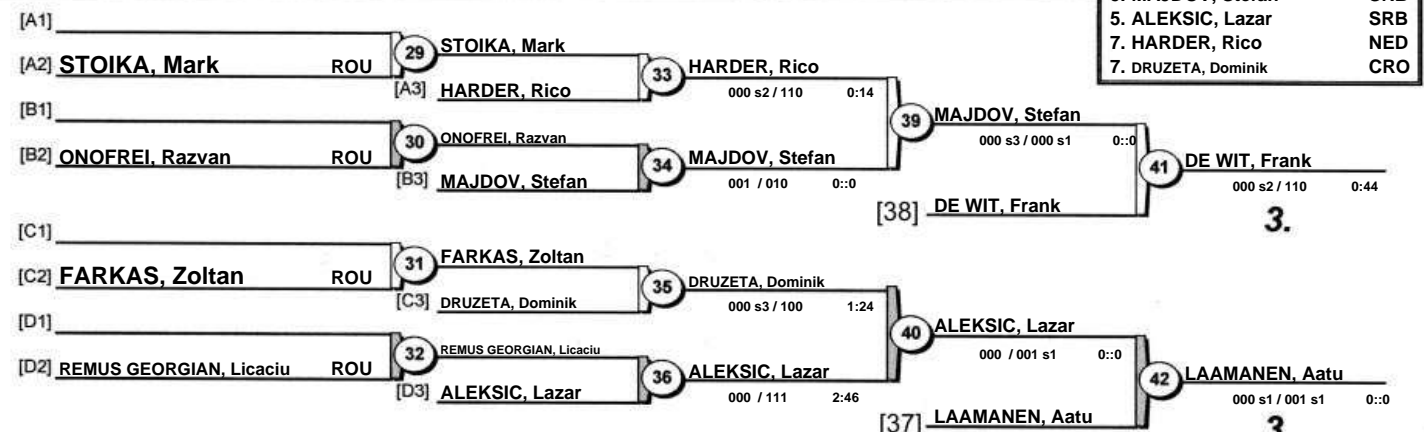 5. ALEKSIC, Lazar SRB
7. HARDER, Rico NED
7. DRUZETA, Dominik CRO
[A1]
[A2] STOIKA, Mark ROU
29 STOIKA, Mark
[A3] HARDER, Rico
33 HARDER, Rico
000 s2 / 110 0:14
[B1]
[B2] ONOFREI, Razvan ROU
30 ONOFREI, Razvan
[B3] MAJDOV, Stefan
34 MAJDOV, Stefan
001 / 010 0::0
39 MAJDOV, Stefan
000 s3 / 000 s1 0::0
[38] DE WIT, Frank
41 DE WIT, Frank
000 s2 / 110 0:44
3.
[C1]
[C2] FARKAS, Zoltan ROU
31 FARKAS, Zoltan
[C3] DRUZETA, Dominik
35 DRUZETA, Dominik
000 s3 / 100 1:24
[D1]
[D2] REMUS GEORGIAN, Licaciu ROU
32 REMUS GEORGIAN, Licaciu
[D3] ALEKSIC, Lazar
36 ALEKSIC, Lazar
000 / 111 2:46
40 ALEKSIC, Lazar
000 / 001 s1 0::0
[37] LAAMANEN, Aatu
42 LAAMANEN, Aatu
000 s1 / 001 s1 0::0
3